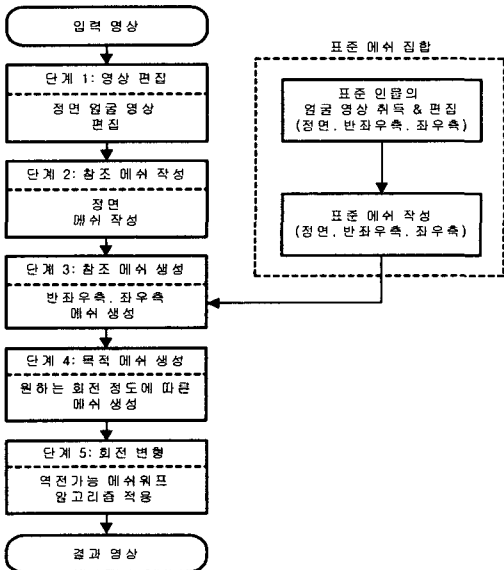 입력 영상
단계 1: 영상 편집
정면 얼굴 영상
편집
단계 2: 참조 메쉬 작성
정면
메쉬 작성
단계 3: 참조 메쉬 생성
반좌우측, 좌우측
메쉬 생성
단계 4: 목적 메쉬 생성
원하는 회전 정도에 따른
메쉬 생성
단계 5: 회전 변형
역전가능 메쉬워프
알고리즘 적용
결과 영상
표준 메쉬 집합
표준 인물의
얼굴 영상 취득 & 편집
(정면, 반좌우측, 좌우측)
표준 메쉬 작성
(정면, 반좌우측, 좌우측)